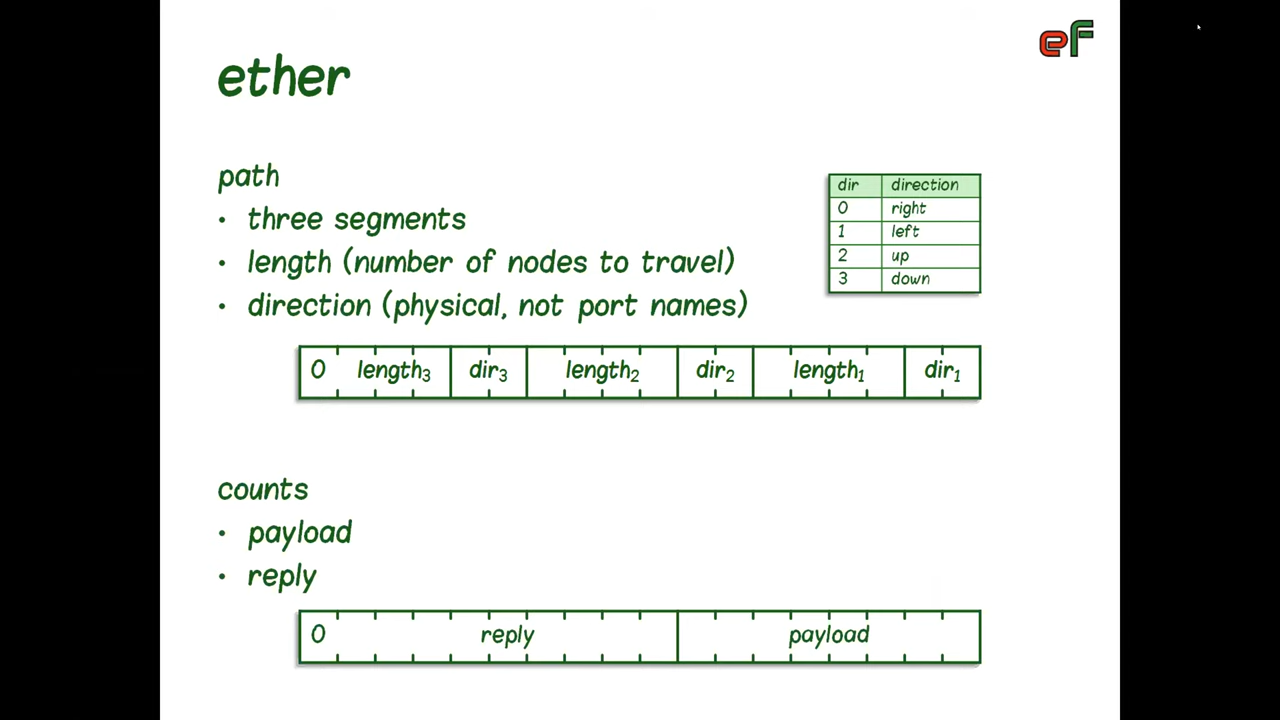 eF
ether
path
• three segments
• length (number of nodes to travel)
• direction (physical, not port names)
dir direction
0 right
1 left
2 up
3 down
0 length₃ dir₃ length₂ dir₂ length₁ dir₁
counts
• payload
• reply
0 reply payload